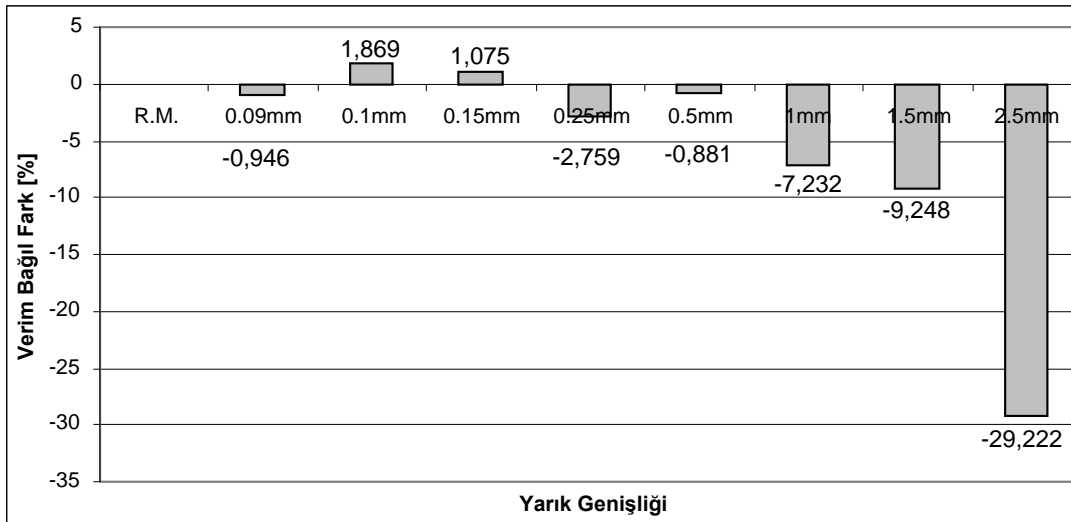 5
1,869
1,075
0
R.M.
0.09mm
0.1mm
0.15mm
0.25mm
0.5mm
1mm
1.5mm
2.5mm
-0,946
-2,759
-0,881
-7,232
-9,248
-29,222
-5
-10
-15
-20
-25
-30
-35
Verim Bağıl Fark [%]
Yarık Genişliği